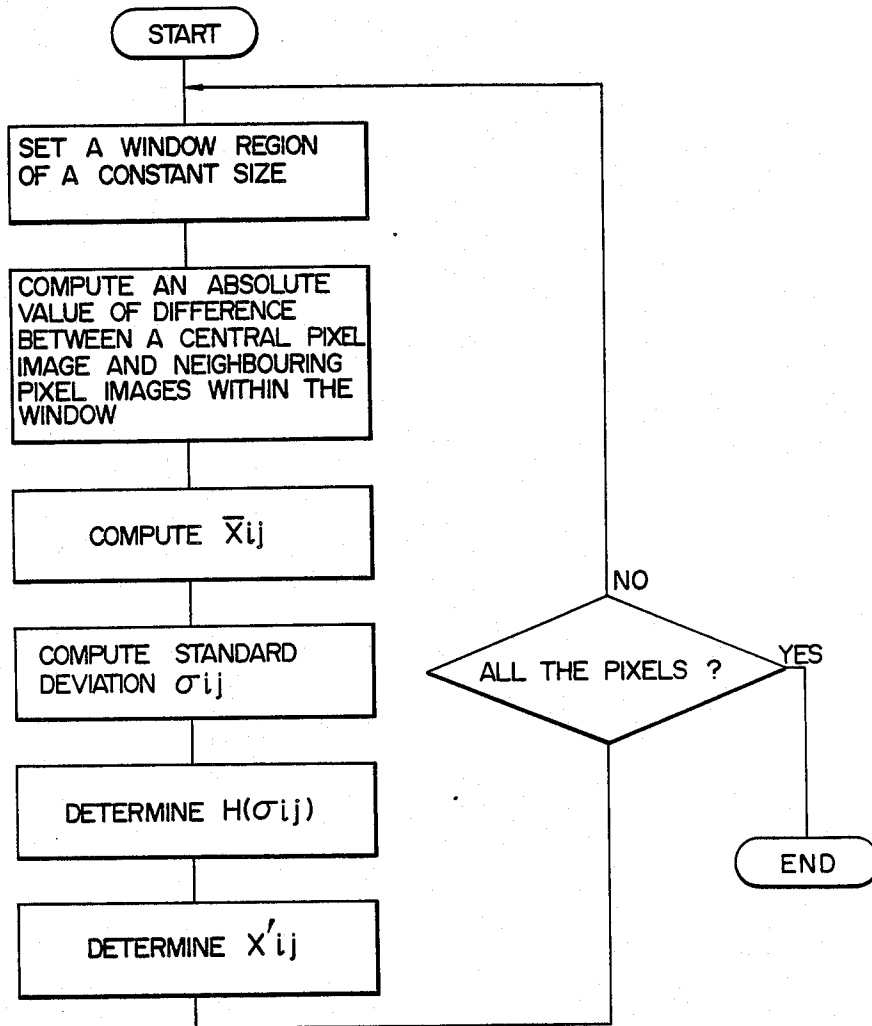 START
SET A WINDOW REGION
OF A CONSTANT SIZE
COMPUTE AN ABSOLUTE
VALUE OF DIFFERENCE
BETWEEN A CENTRAL PIXEL
IMAGE AND NEIGHBOURING
PIXEL IMAGES WITHIN THE
WINDOW
COMPUTE X̄ij
COMPUTE STANDARD
DEVIATION σij
DETERMINE H(σij)
DETERMINE X'ij
NO
ALL THE PIXELS ?
YES
END